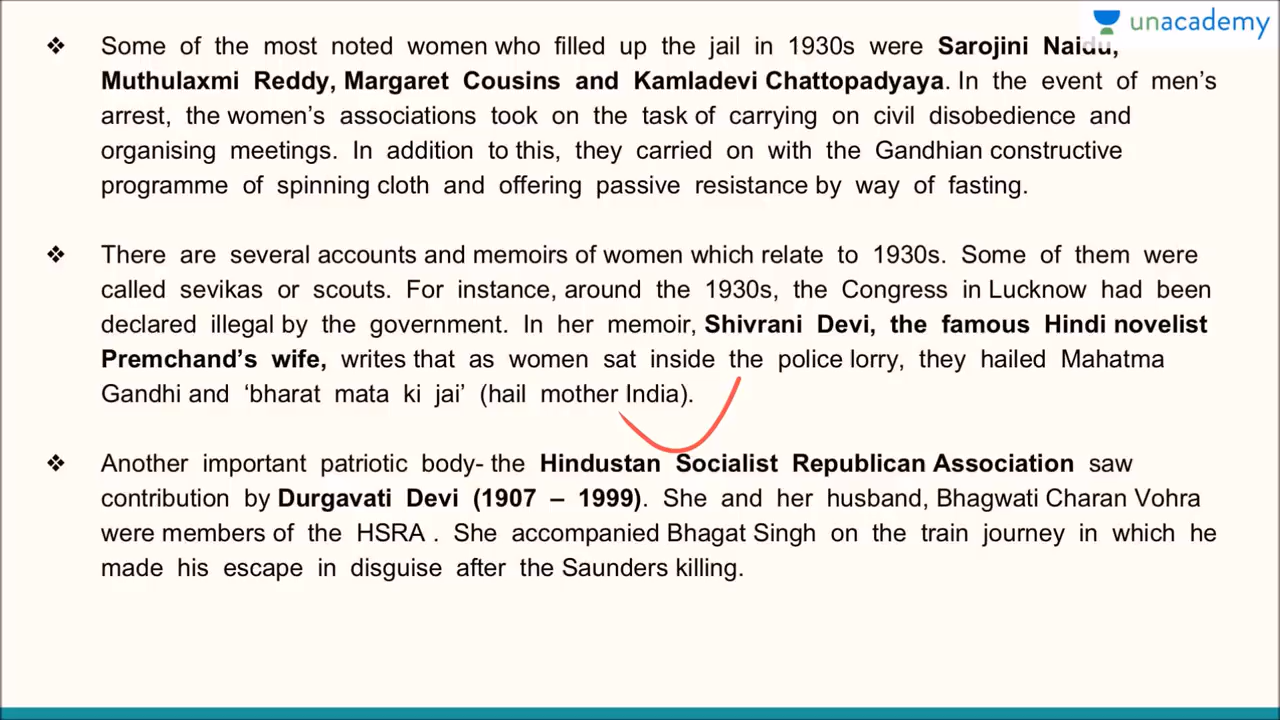 unacademy
❖ Some of the most noted women who filled up the jail in 1930s were Sarojini Naidu,
Muthulaxmi Reddy, Margaret Cousins and Kamladevi Chattopadyaya. In the event of men's
arrest, the women's associations took on the task of carrying on civil disobedience and
organising meetings. In addition to this, they carried on with the Gandhian constructive
programme of spinning cloth and offering passive resistance by way of fasting.
❖ There are several accounts and memoirs of women which relate to 1930s. Some of them were
called sevikas or scouts. For instance, around the 1930s, the Congress in Lucknow had been
declared illegal by the government. In her memoir, Shivrani Devi, the famous Hindi novelist
Premchand's wife, writes that as women sat inside the police lorry, they hailed Mahatma
Gandhi and ‘bharat mata ki jai’ (hail mother India).
❖ Another important patriotic body- the Hindustan Socialist Republican Association saw
contribution by Durgavati Devi (1907 – 1999). She and her husband, Bhagwati Charan Vohra
were members of the HSRA . She accompanied Bhagat Singh on the train journey in which he
made his escape in disguise after the Saunders killing.